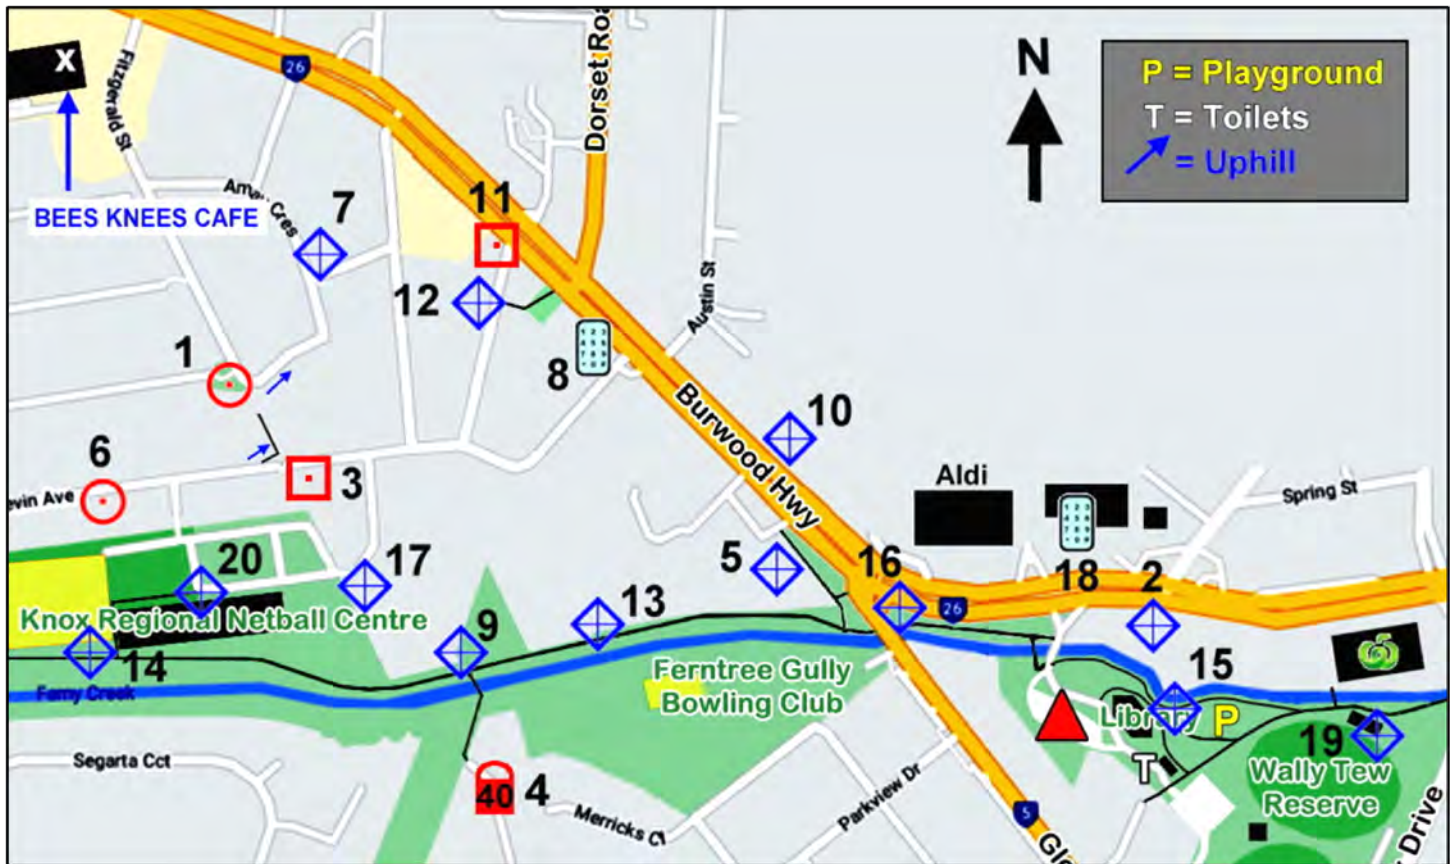 X
Fitzgerald St
26
Dorset Roa
N
P = Playground
T = Toilets
= Uphill
BEES KNEES CAFE
Cres
7
11
12
Austin St
1
8
Burwood Hwy
10
6
3
evin Ave
Aldi
Spring St
5
16
18
2
26
20
17
13
9
Knox Regional Netball Centre
14
Ferny Creek
Ferntree Gully
Bowling Club
15
Library
P
19
T
Wally Tew
Reserve
Segarta Cct
40
4
Merricks Cl
Parkview Dr
5
Glo
Drive